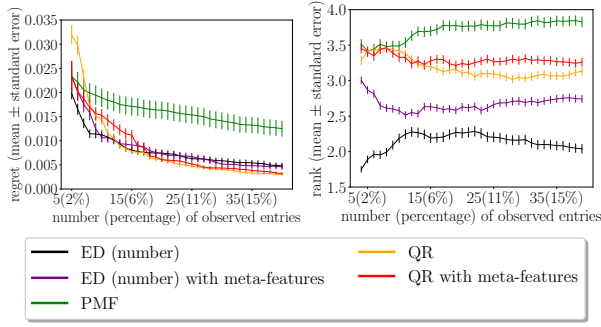 regret (mean ± standard error)
0.035
0.030
0.025
0.020
0.015
0.010
0.005
0.000
5(2%) 15(6%) 25(11%) 35(15%)
number (percentage) of observed entries
rank (mean ± standard error)
4.0
3.5
3.0
2.5
2.0
1.5
5(2%) 15(6%) 25(11%) 35(15%)
number (percentage) of observed entries
ED (number)
ED (number) with meta-features
PMF
QR
QR with meta-features